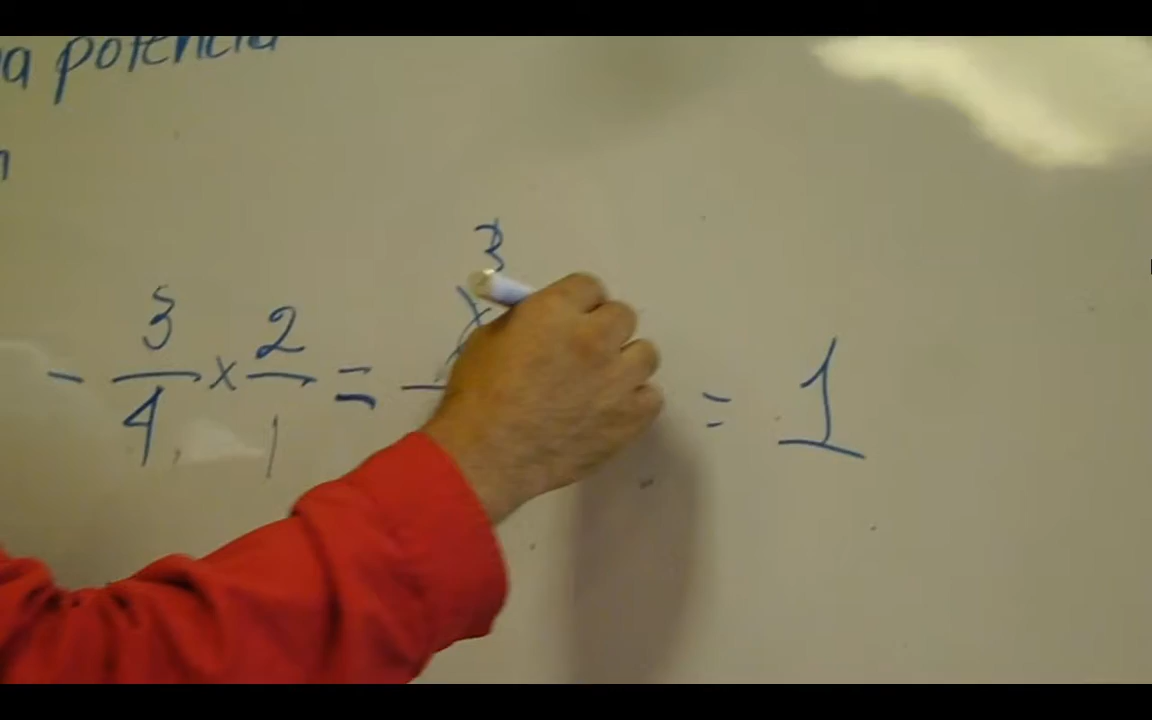 a potencia
n
3
3 2 = 1
- — x — = —
4 1